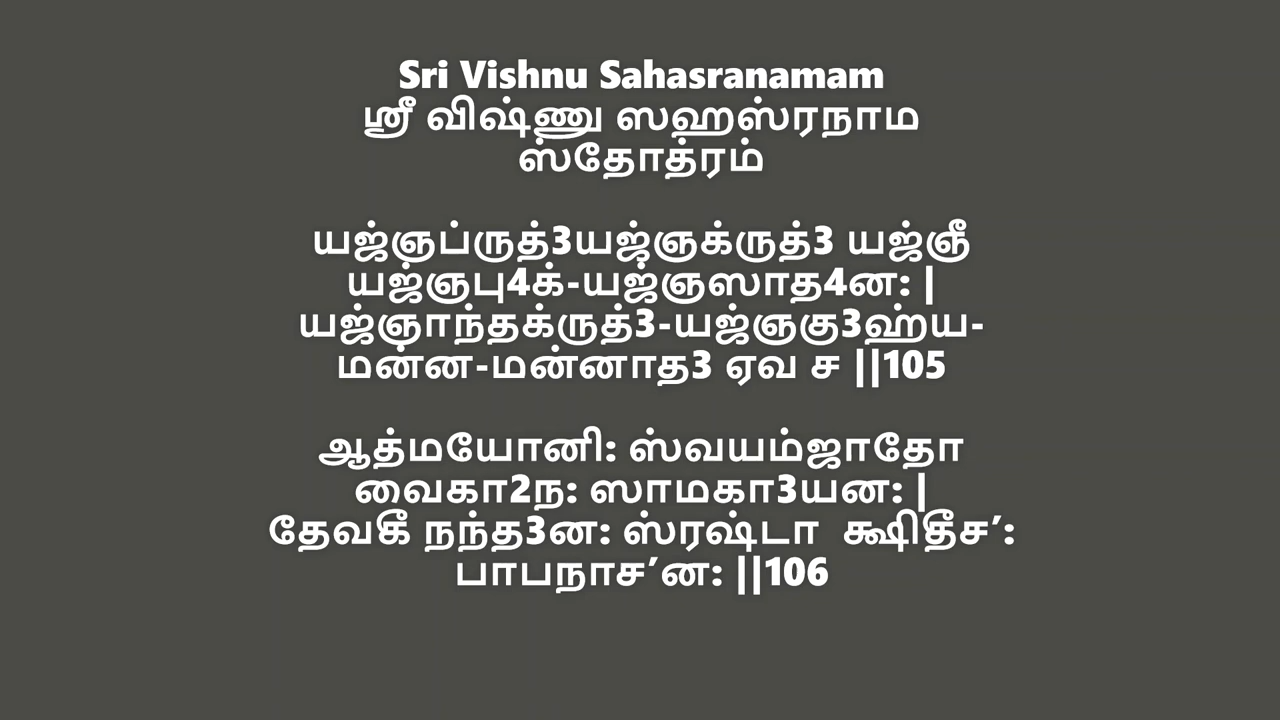 Sri Vishnu Sahasranamam
ஸ்ரீ விஷ்ணு ஸஹஸ்ரநாம
ஸ்தோத்ரம்
யஜ்ஞப்ருத்3யஜ்ஞக்ருத்3 யஜ்ஞீ
யஜ்ஞபு4க்-யஜ்ஞஸாத4ன: |
யஜ்ஞாந்தக்ருத்3-யஜ்ஞகு3ஹ்ய-
மன்ன-மன்னாத3 ஏவ ச ||105
ஆத்மயோனி: ஸ்வயம்ஜாதோ
வைகா2ந: ஸாமகா3யன: |
தேவகீ நந்த3ன: ஸ்ரஷ்டா  க்ஷிதீச’:
பாபநாச’ன: ||106